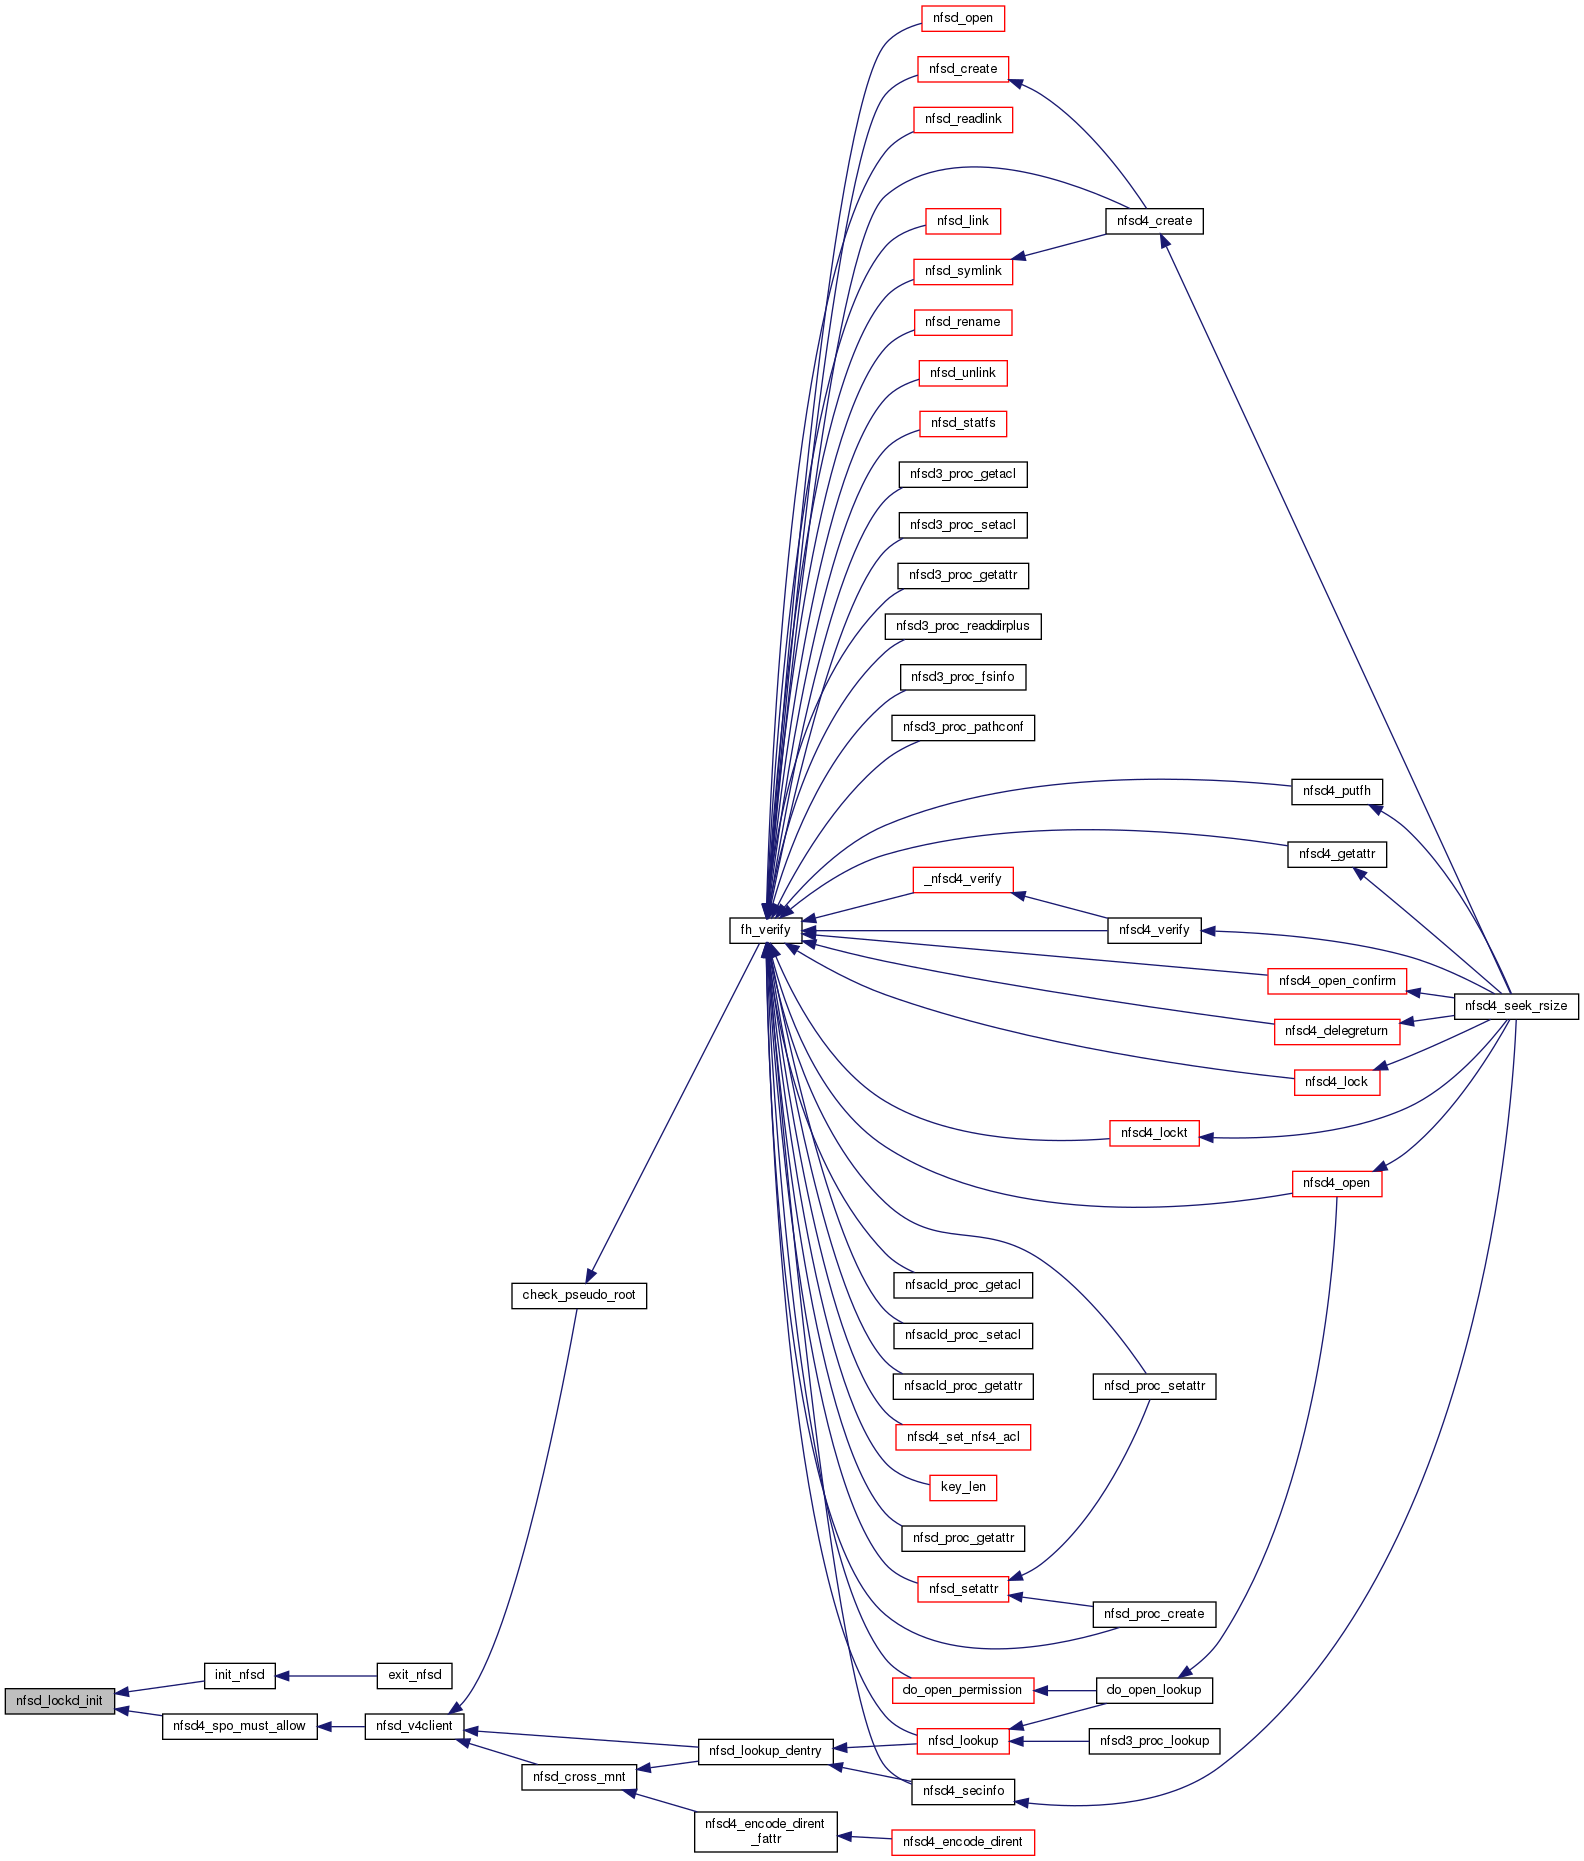 nfsd_open
nfsd_create
nfsd_readlink
nfsd_link
nfsd4_create
nfsd_symlink
nfsd_rename
nfsd_unlink
nfsd_statfs
nfsd3_proc_getacl
nfsd3_proc_setacl
nfsd3_proc_getattr
nfsd3_proc_readdirplus
nfsd3_proc_fsinfo
nfsd3_proc_pathconf
nfsd4_putfh
nfsd4_getattr
_nfsd4_verify
fh_verify
nfsd4_verify
nfsd4_open_confirm
nfsd4_seek_rsize
nfsd4_delegreturn
nfsd4_lock
nfsd4_lockt
nfsd4_open
nfsacld_proc_getacl
check_pseudo_root
nfsacld_proc_setacl
nfsacld_proc_getattr
nfsd_proc_setattr
nfsd4_set_nfs4_acl
key_len
nfsd_proc_getattr
nfsd_setattr
nfsd_proc_create
init_nfsd
exit_nfsd
do_open_permission
do_open_lookup
nfsd_lockd_init
nfsd4_spo_must_allow
nfsd_v4client
nfsd_lookup
nfsd3_proc_lookup
nfsd_lookup_dentry
nfsd_cross_mnt
nfsd4_secinfo
nfsd4_encode_dirent
_fattr
nfsd4_encode_dirent